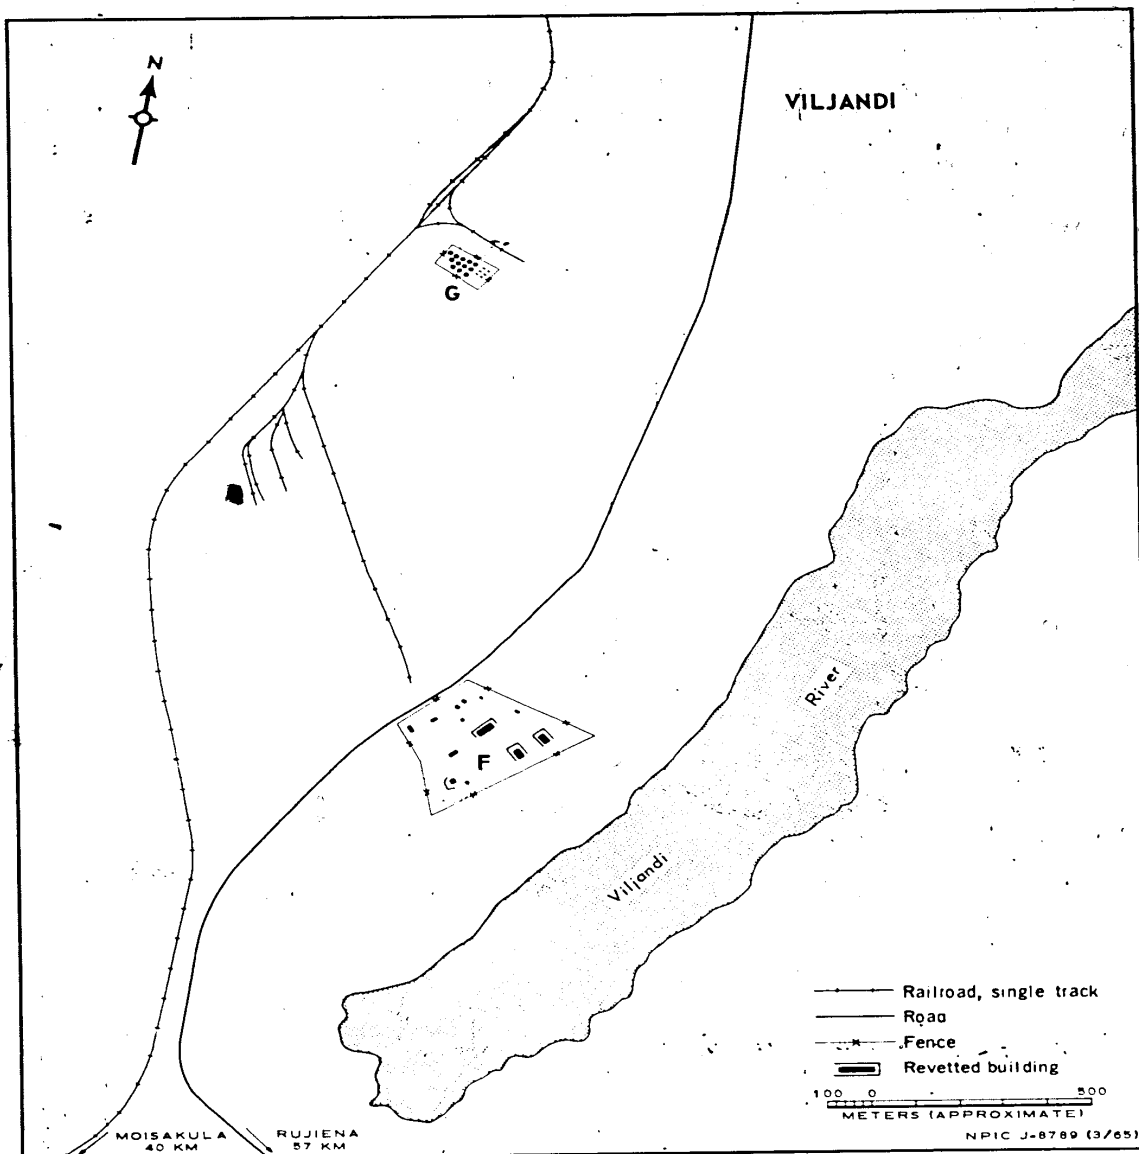 N
VILJANDI
G
River
F
Viljandi
Railroad, single track
Road
Fence
Revetted building
100 0 500
METERS (APPROXIMATE)
MOISAKULA
40 KM
RUJIENA
57 KM
NPIC J-8789 (3/65)